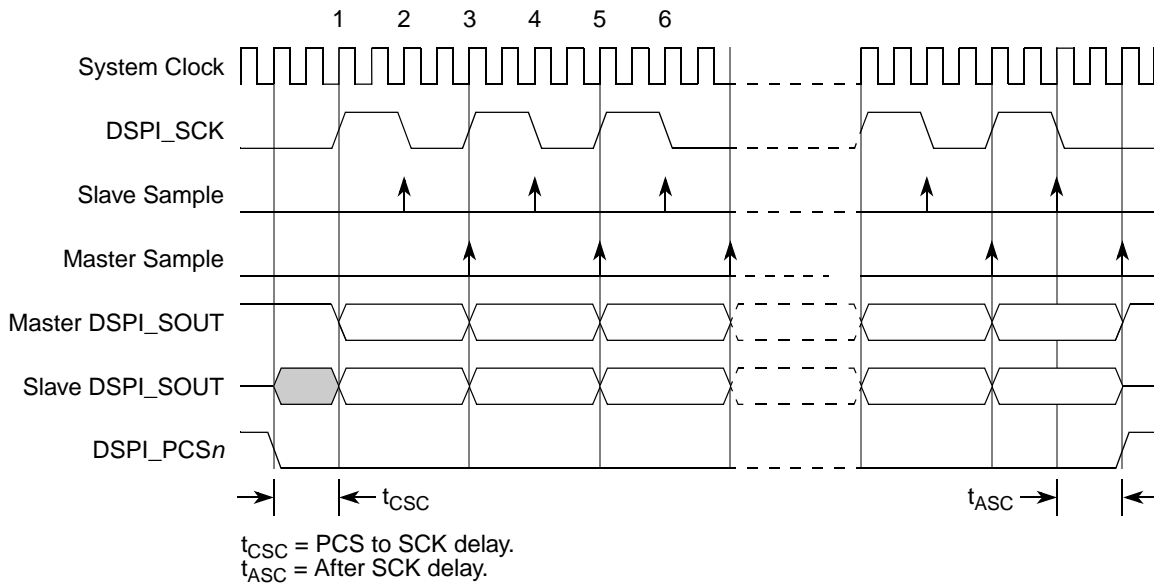 1 2 3 4 5 6
System Clock
DSPI_SCK
Slave Sample
Master Sample
Master DSPI_SOUT
Slave DSPI_SOUT
DSPI_PCSn
tCSC tASC
tCSC = PCS to SCK delay.
tASC = After SCK delay.